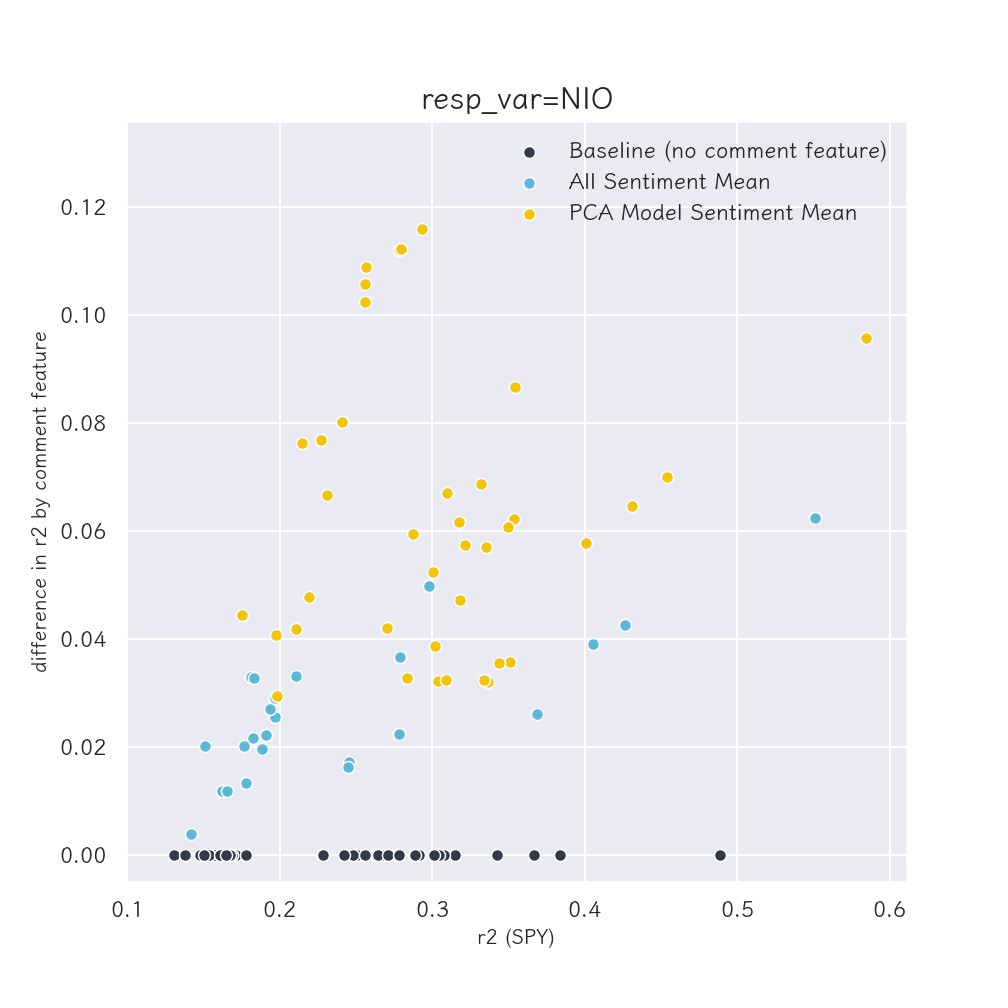 resp_var=NIO
Baseline (no comment feature)
All Sentiment Mean
PCA Model Sentiment Mean
difference in r2 by comment feature
0.12
0.10
0.08
0.06
0.04
0.02
0.00
0.1 0.2 0.3 0.4 0.5 0.6
r2 (SPY)